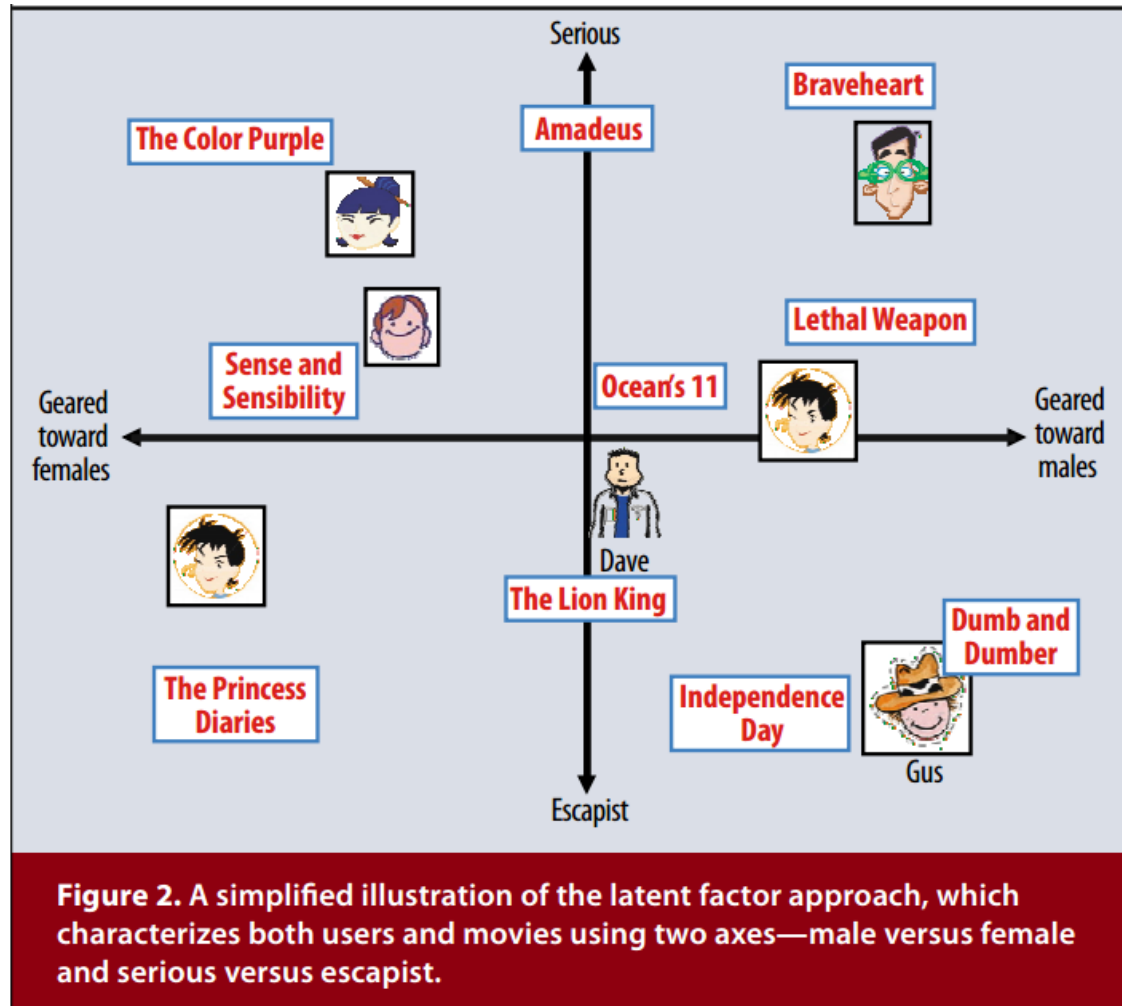 Serious
Braveheart
The Color Purple
Amadeus
Lethal Weapon
Sense and
Sensibility
Ocean's 11
Geared
toward
females
Geared
toward
males
Dave
The Lion King
Dumb and
Dumber
The Princess
Diaries
Independence
Day
Gus
Escapist
Figure 2. A simplified illustration of the latent factor approach, which
characterizes both users and movies using two axes—male versus female
and serious versus escapist.